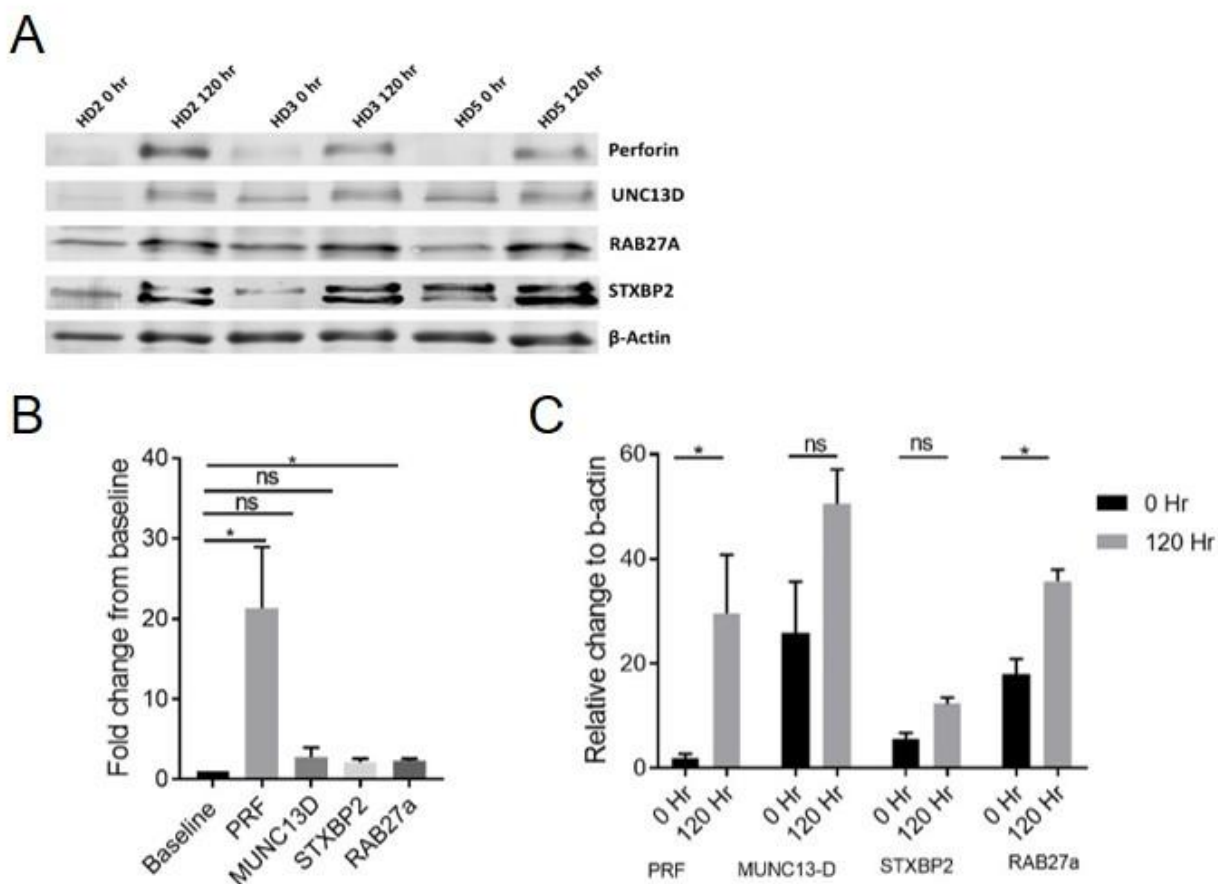 A
HD2 0 hr
HD2 120 hr
HD3 0 hr
HD3 120 hr
HD5 0 hr
HD5 120 hr
Perforin
UNC13D
RAB27A
STXBP2
β-Actin
B
Fold change from baseline
40
30
20
10
0
*
ns
ns
*
Baseline
PRF
MUNC13D
STXBP2
RAB27a
C
Relative change to b-actin
60
40
20
0
*
ns
ns
*
0 Hr
120 Hr
0 Hr
120 Hr
0 Hr
120 Hr
0 Hr
120 Hr
0 Hr
120 Hr
PRF
MUNC13-D
STXBP2
RAB27a